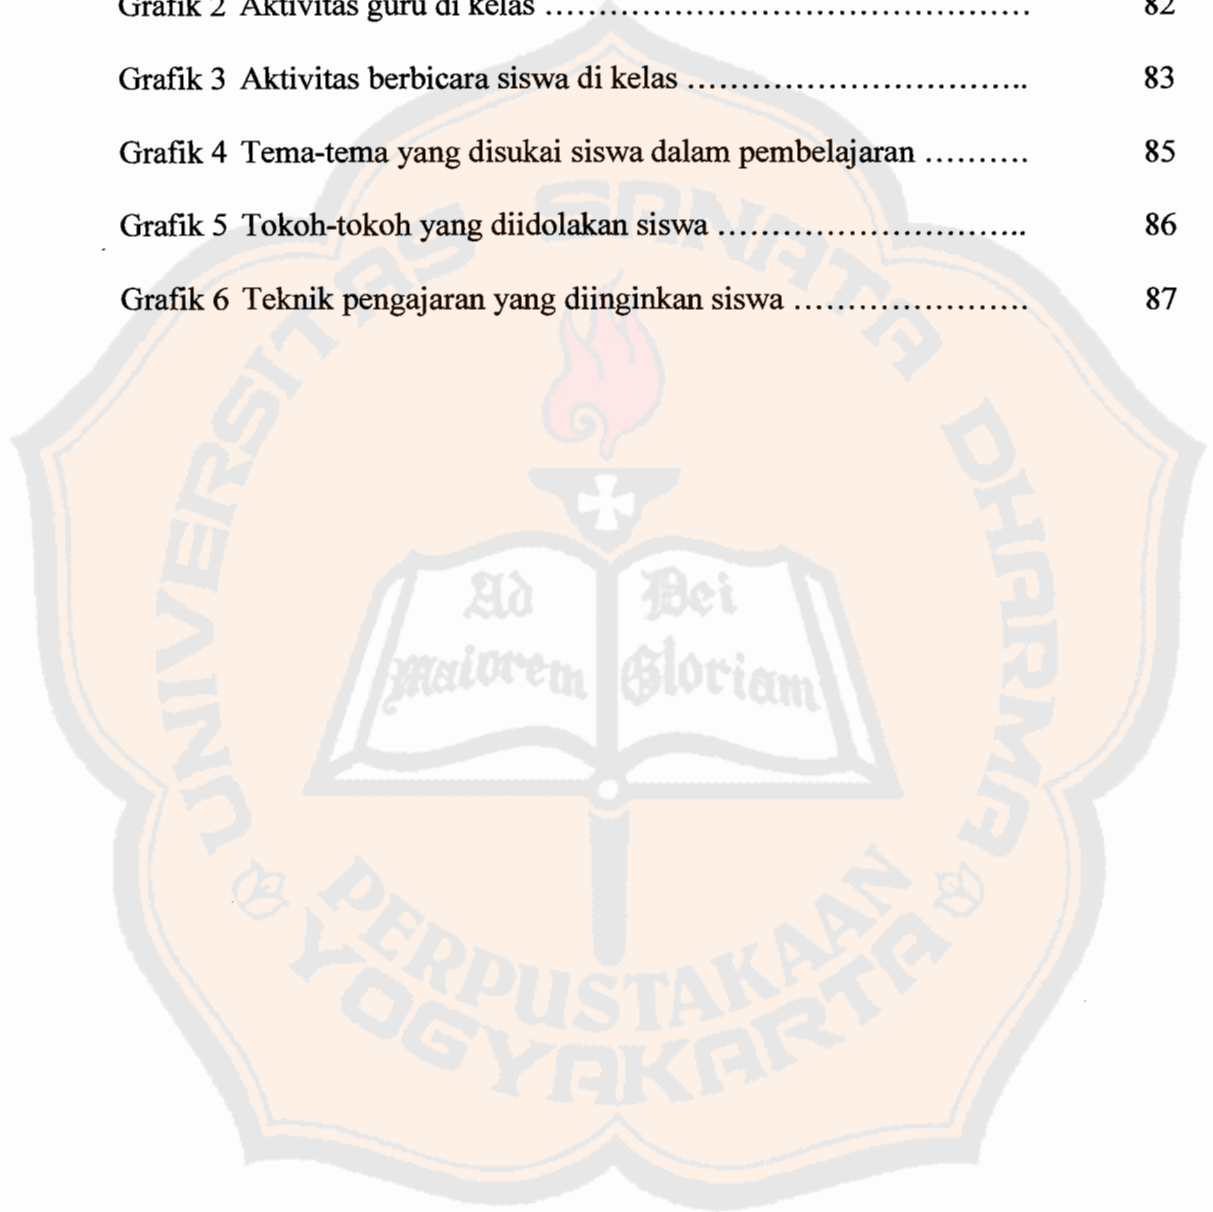 Grafik 2 Aktivitas guru di kelas ……………………………………………… 82
Grafik 3 Aktivitas berbicara siswa di kelas ……………………………….. 83
Grafik 4 Tema-tema yang disukai siswa dalam pembelajaran ………. 85
Grafik 5 Tokoh-tokoh yang diidolakan siswa ………………………….. 86
Grafik 6 Teknik pengajaran yang diinginkan siswa …………………… 87
UNIVERSITAS SANATA DHARMA
Ad Dei
Maiorem Gloriam
PERPUSTAKAAN
YOGYAKARTA